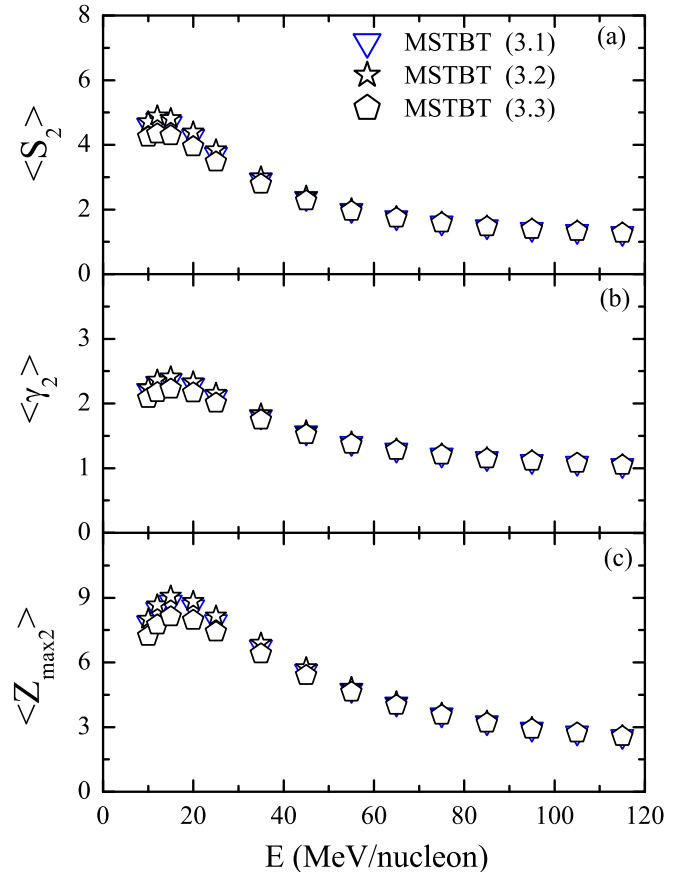 8
6
4
2
0
<S₂>
MSTBT (3.1)
MSTBT (3.2)
MSTBT (3.3)
(a)
3
2
1
0
<γ₂>
(b)
9
6
3
0
<Z_max2>
(c)
0 20 40 60 80 100 120
E (MeV/nucleon)